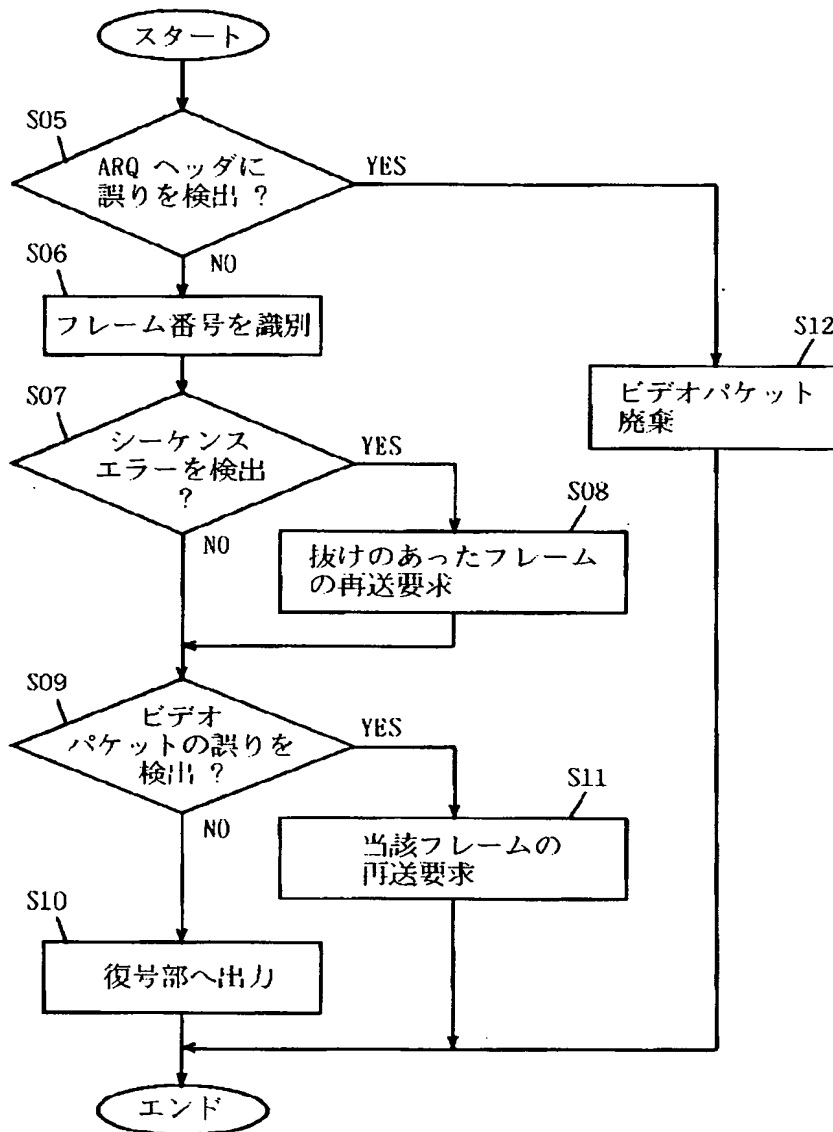 スタート
S05
ARQ ヘッダに
誤りを検出 ?
YES
NO
S06
フレーム番号を識別
S12
ビデオパケット
廃棄
S07
シーケンス
エラーを検出
?
YES
NO
S08
抜けのあったフレーム
の再送要求
S09
ビデオ
パケットの誤りを
検出 ?
YES
NO
S11
当該フレームの
再送要求
S10
復号部へ出力
エンド